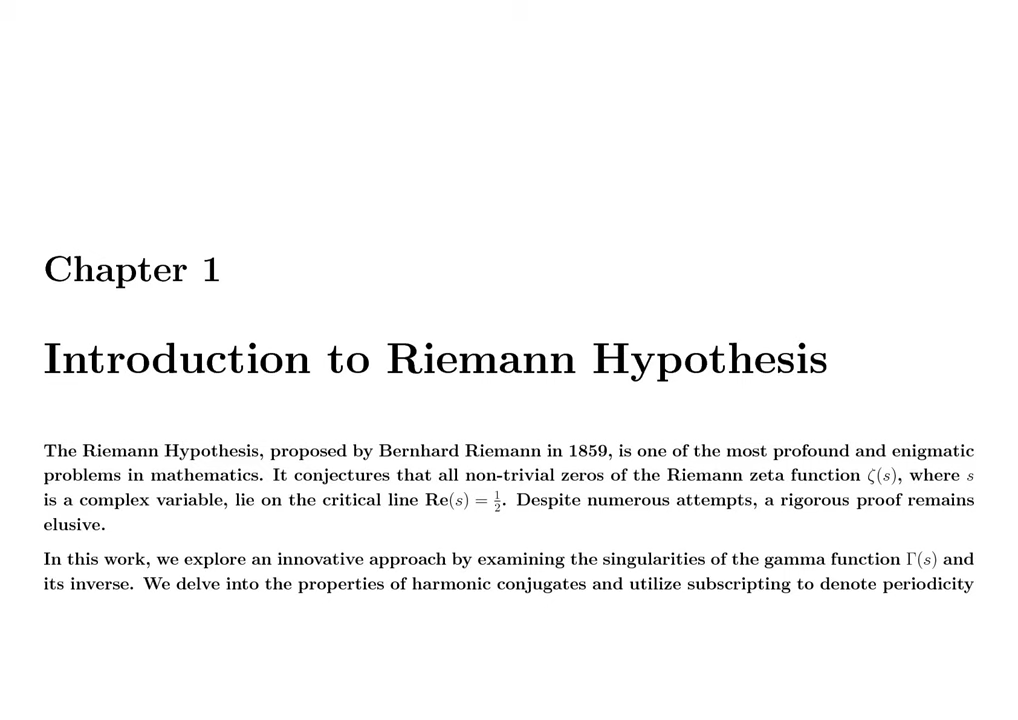 Chapter 1
Introduction to Riemann Hypothesis
The Riemann Hypothesis, proposed by Bernhard Riemann in 1859, is one of the most profound and enigmatic
problems in mathematics. It conjectures that all non-trivial zeros of the Riemann zeta function ζ(s), where s
is a complex variable, lie on the critical line Re(s) = 1/2. Despite numerous attempts, a rigorous proof remains
elusive.
In this work, we explore an innovative approach by examining the singularities of the gamma function Γ(s) and
its inverse. We delve into the properties of harmonic conjugates and utilize subscripting to denote periodicity